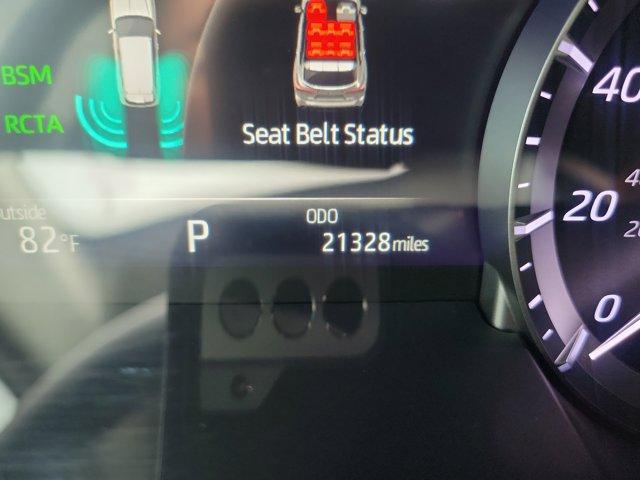 BSM
RCTA
Seat Belt Status
outside
82°F
P
ODO
21328 miles
40
20
0